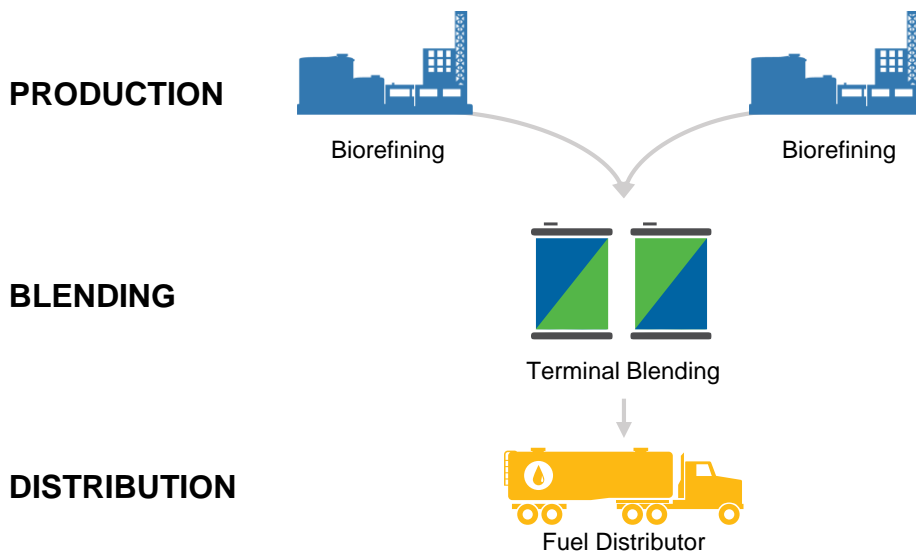 PRODUCTION
Biorefining
Biorefining
BLENDING
Terminal Blending
DISTRIBUTION
Fuel Distributor